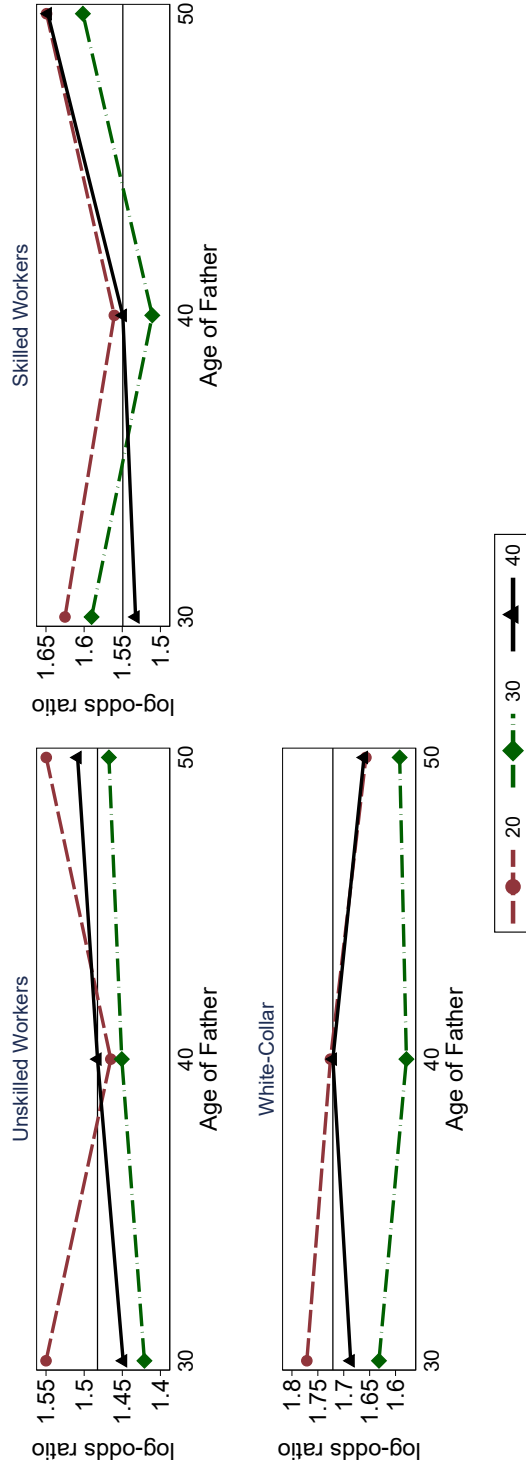 Unskilled Workers
log-odds ratio
1.55
1.5
1.45
1.4
30 40 50
Age of Father
Skilled Workers
log-odds ratio
1.65
1.6
1.55
1.5
30 40 50
Age of Father
White-Collar
log-odds ratio
1.8
1.75
1.7
1.65
1.6
30 40 50
Age of Father
20 30 40